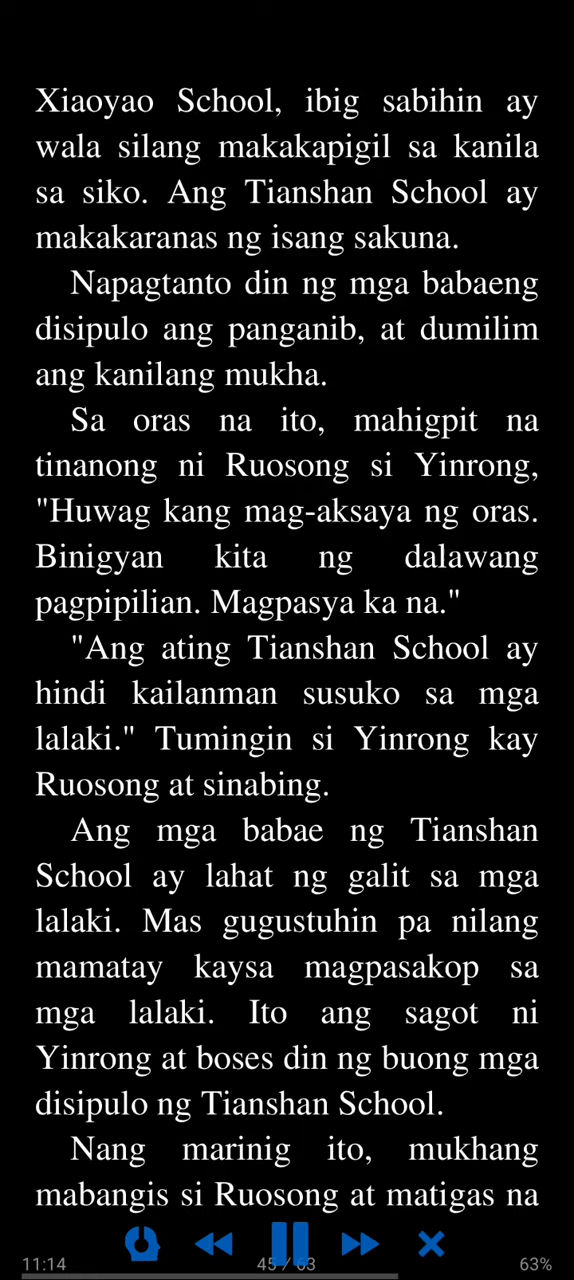 Xiaoyao School, ibig sabihin ay
wala silang makakapigil sa kanila
sa siko. Ang Tianshan School ay
makakaranas ng isang sakuna.
Napagtanto din ng mga babaeng
disipulo ang panganib, at dumilim
ang kanilang mukha.
Sa oras na ito, mahigpit na
tinanong ni Ruosong si Yinrong,
"Huwag kang mag-aksaya ng oras.
Binigyan kita ng dalawang
pagpipilian. Magpasya ka na."
"Ang ating Tianshan School ay
hindi kailanman susuko sa mga
lalaki." Tumingin si Yinrong kay
Ruosong at sinabing.
Ang mga babae ng Tianshan
School ay lahat ng galit sa mga
lalaki. Mas gugustuhin pa nilang
mamatay kaysa magpasakop sa
mga lalaki. Ito ang sagot ni
Yinrong at boses din ng buong mga
disipulo ng Tianshan School.
Nang marinig ito, mukhang
mabangis si Ruosong at matigas na
11:14 45 / 63 63%